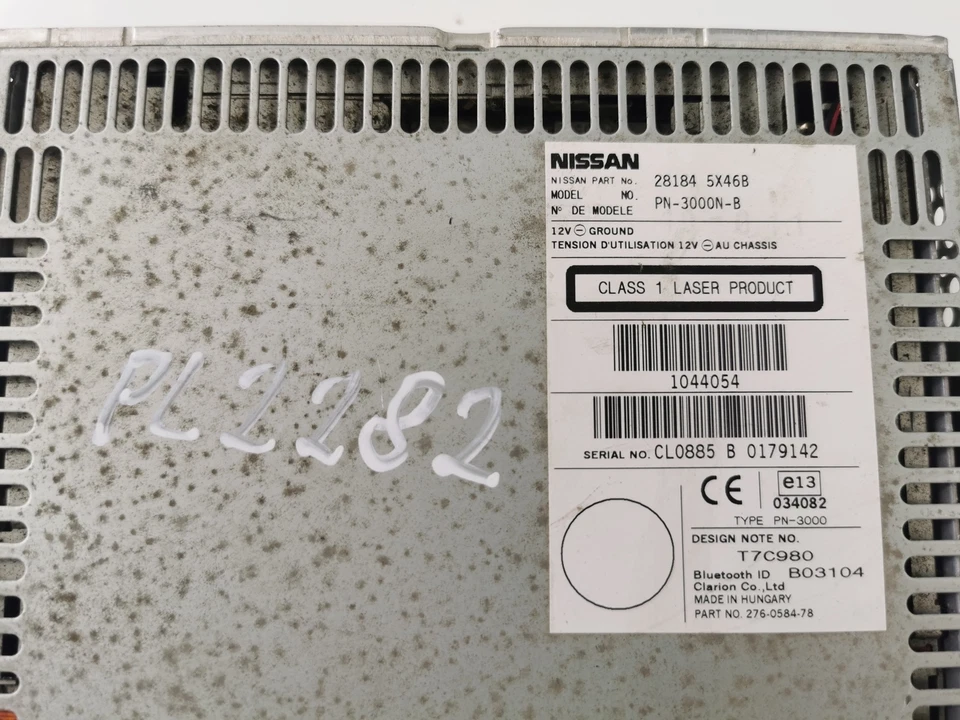 NISSAN
NISSAN PART No. 28184 5X46B
MODEL NO.
N° DE MODELE PN-3000N-B
12V ⊖ GROUND
TENSION D'UTILISATION 12V ⊖ AU CHASSIS
CLASS 1 LASER PRODUCT
1044054
SERIAL NO. CL0885 B 0179142
CE e13
034082
TYPE PN-3000
DESIGN NOTE NO.
T7C980
Bluetooth ID B03104
Clarion Co.,Ltd
MADE IN HUNGARY
PART NO. 276-0584-78
PL2282